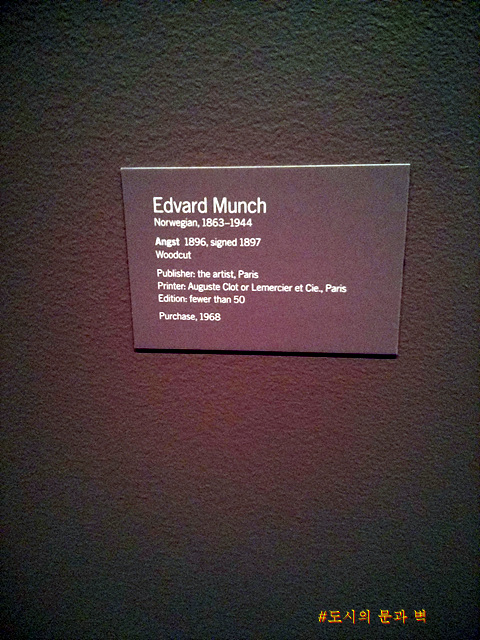 Edvard Munch
Norwegian, 1863–1944
Angst 1896, signed 1897
Woodcut
Publisher: the artist, Paris
Printer: Auguste Clot or Lemercier et Cie., Paris
Edition: fewer than 50
Purchase, 1968
#도시의 문과 벽